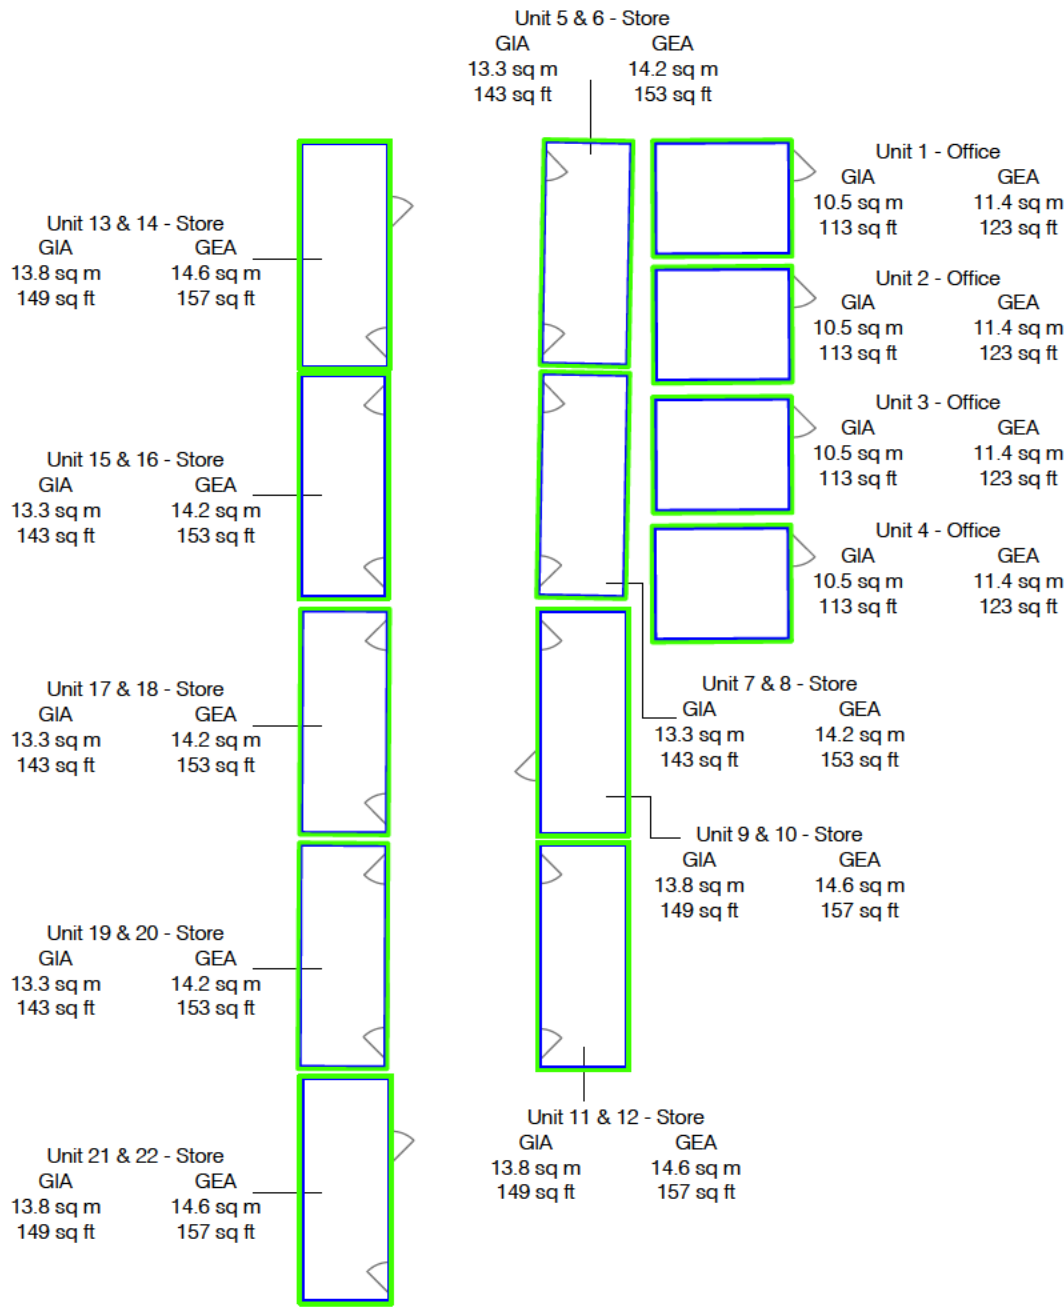 Unit 5 & 6 - Store
GIA GEA
13.3 sq m 14.2 sq m
143 sq ft 153 sq ft
Unit 1 - Office
GIA GEA
10.5 sq m 11.4 sq m
113 sq ft 123 sq ft
Unit 13 & 14 - Store
GIA GEA
13.8 sq m 14.6 sq m
149 sq ft 157 sq ft
Unit 2 - Office
GIA GEA
10.5 sq m 11.4 sq m
113 sq ft 123 sq ft
Unit 3 - Office
GIA GEA
10.5 sq m 11.4 sq m
113 sq ft 123 sq ft
Unit 15 & 16 - Store
GIA GEA
13.3 sq m 14.2 sq m
143 sq ft 153 sq ft
Unit 4 - Office
GIA GEA
10.5 sq m 11.4 sq m
113 sq ft 123 sq ft
Unit 17 & 18 - Store
GIA GEA
13.3 sq m 14.2 sq m
143 sq ft 153 sq ft
Unit 7 & 8 - Store
GIA GEA
13.3 sq m 14.2 sq m
143 sq ft 153 sq ft
Unit 9 & 10 - Store
GIA GEA
13.8 sq m 14.6 sq m
149 sq ft 157 sq ft
Unit 19 & 20 - Store
GIA GEA
13.3 sq m 14.2 sq m
143 sq ft 153 sq ft
Unit 11 & 12 - Store
GIA GEA
13.8 sq m 14.6 sq m
149 sq ft 157 sq ft
Unit 21 & 22 - Store
GIA GEA
13.8 sq m 14.6 sq m
149 sq ft 157 sq ft